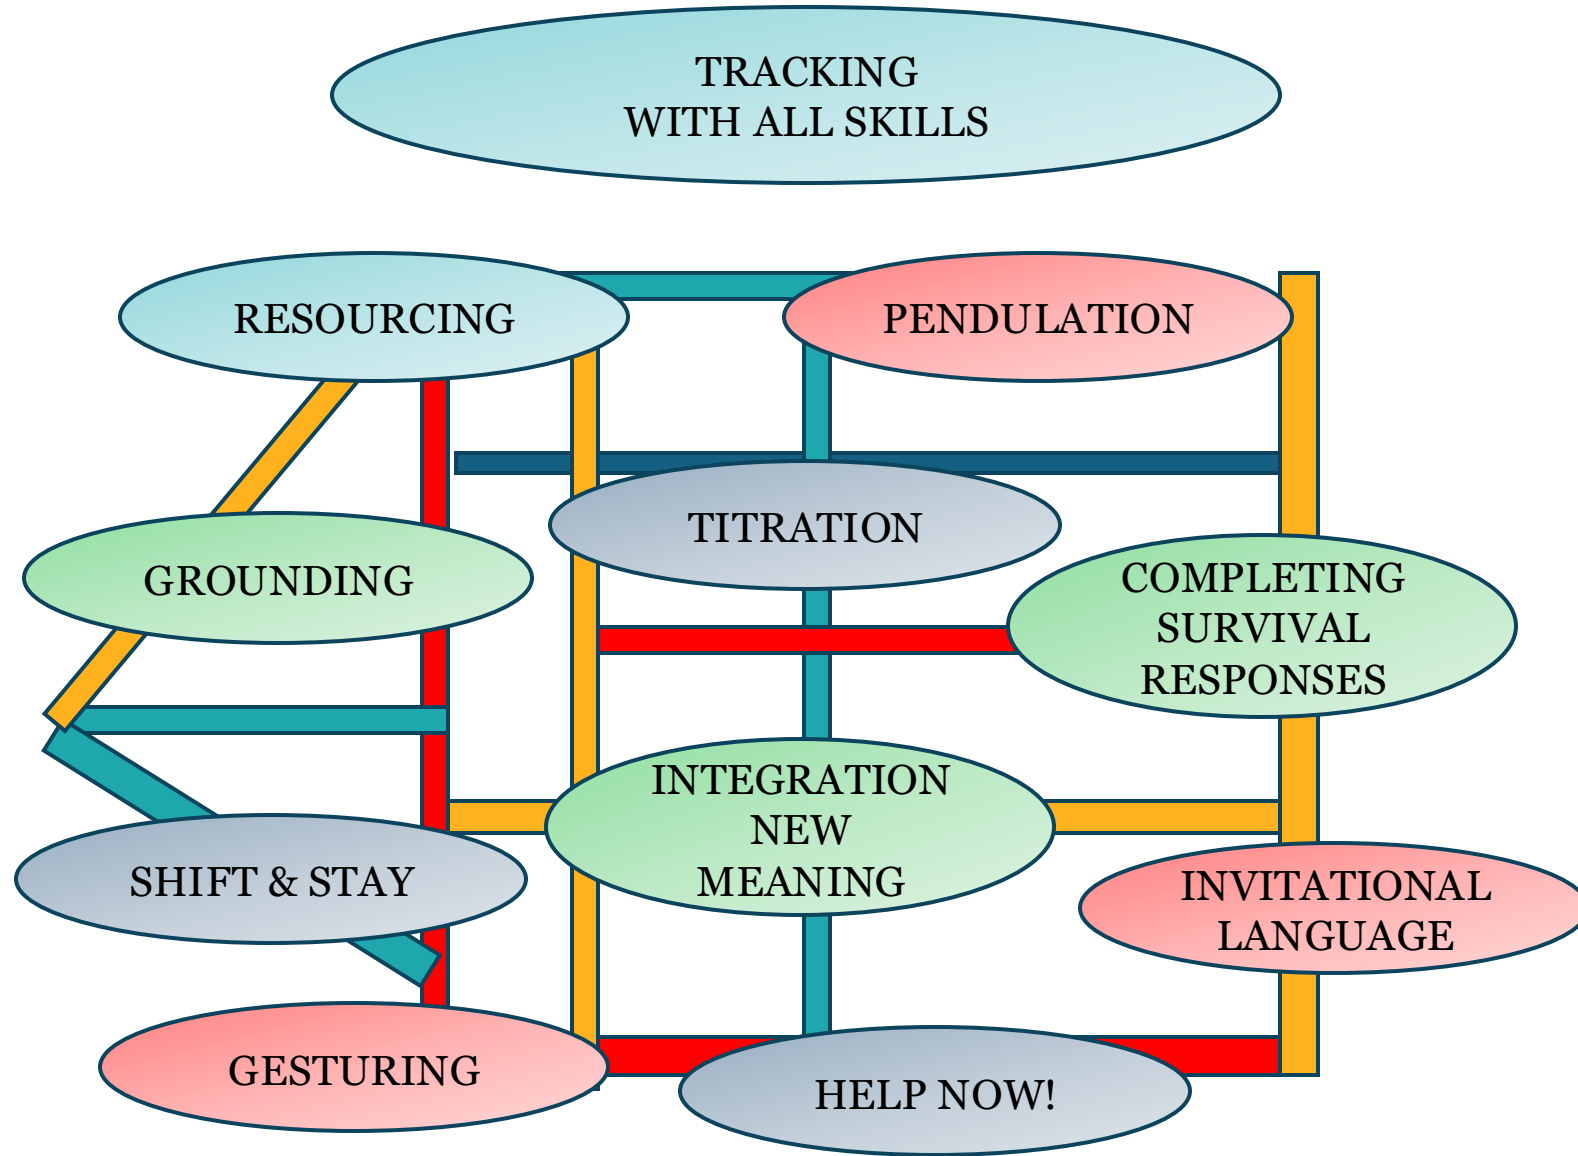 TRACKING
WITH ALL SKILLS
RESOURCING
PENDULATION
TITRATION
GROUNDING
COMPLETING
SURVIVAL
RESPONSES
INTEGRATION
NEW
MEANING
SHIFT & STAY
INVITATIONAL
LANGUAGE
GESTURING
HELP NOW!